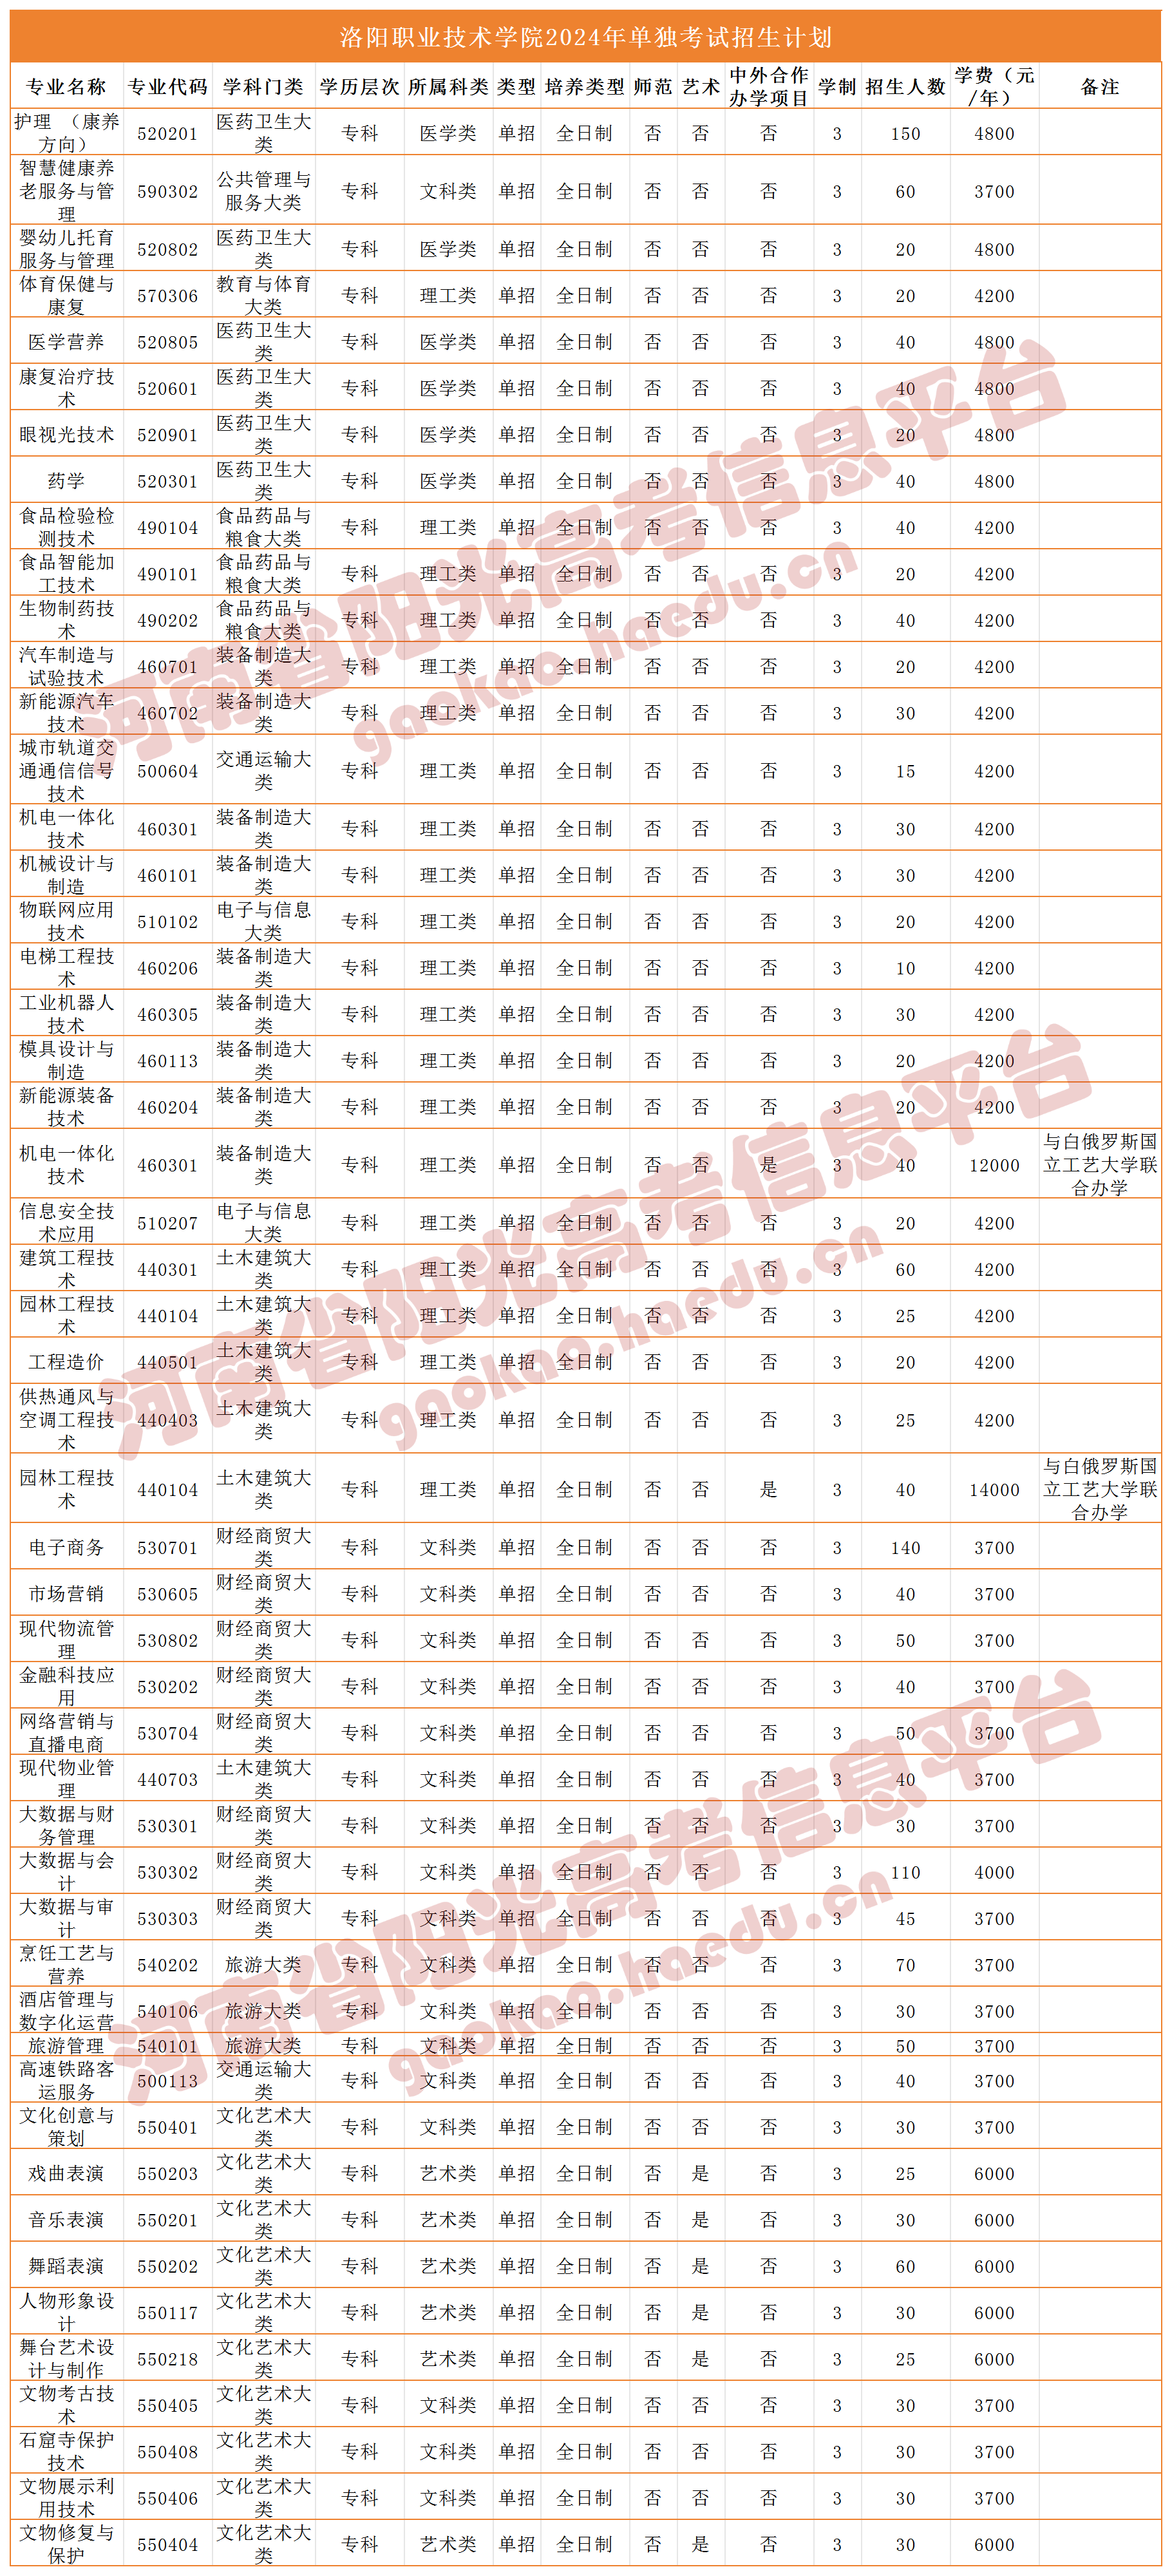 洛阳职业技术学院2024年单独考试招生计划
专业名称 专业代码 学科门类 学历层次 所属科类 类型 培养类型 师范 艺术 中外合作办学项目 学制 招生人数 学费（元/年） 备注
护理 （康养方向） 520201 医药卫生大类 专科 医学类 单招 全日制 否 否 否 3 150 4800
智慧健康养老服务与管理 590302 公共管理与服务大类 专科 文科类 单招 全日制 否 否 否 3 60 3700
婴幼儿托育服务与管理 520802 医药卫生大类 专科 医学类 单招 全日制 否 否 否 3 20 4800
体育保健与康复 570306 教育与体育大类 专科 理工类 单招 全日制 否 否 否 3 20 4200
医学营养 520805 医药卫生大类 专科 医学类 单招 全日制 否 否 否 3 40 4800
康复治疗技术 520601 医药卫生大类 专科 医学类 单招 全日制 否 否 否 3 40 4800
眼视光技术 520901 医药卫生大类 专科 医学类 单招 全日制 否 否 否 3 20 4800
药学 520301 医药卫生大类 专科 医学类 单招 全日制 否 否 否 3 40 4800
食品检验检测技术 490104 食品药品与粮食大类 专科 理工类 单招 全日制 否 否 否 3 40 4200
食品智能加工技术 490101 食品药品与粮食大类 专科 理工类 单招 全日制 否 否 否 3 20 4200
生物制药技术 490202 食品药品与粮食大类 专科 理工类 单招 全日制 否 否 否 3 40 4200
汽车制造与试验技术 460701 装备制造大类 专科 理工类 单招 全日制 否 否 否 3 20 4200
新能源汽车技术 460702 装备制造大类 专科 理工类 单招 全日制 否 否 否 3 30 4200
城市轨道交通通信信号技术 500604 交通运输大类 专科 理工类 单招 全日制 否 否 否 3 15 4200
机电一体化技术 460301 装备制造大类 专科 理工类 单招 全日制 否 否 否 3 30 4200
机械设计与制造 460101 装备制造大类 专科 理工类 单招 全日制 否 否 否 3 30 4200
物联网应用技术 510102 电子与信息大类 专科 理工类 单招 全日制 否 否 否 3 20 4200
电梯工程技术 460206 装备制造大类 专科 理工类 单招 全日制 否 否 否 3 10 4200
工业机器人技术 460305 装备制造大类 专科 理工类 单招 全日制 否 否 否 3 30 4200
模具设计与制造 460113 装备制造大类 专科 理工类 单招 全日制 否 否 否 3 20 4200
新能源装备技术 460204 装备制造大类 专科 理工类 单招 全日制 否 否 否 3 20 4200
机电一体化技术 460301 装备制造大类 专科 理工类 单招 全日制 否 否 是 3 40 12000 与白俄罗斯国立工艺大学联合办学
信息安全技术应用 510207 电子与信息大类 专科 理工类 单招 全日制 否 否 否 3 20 4200
建筑工程技术 440301 土木建筑大类 专科 理工类 单招 全日制 否 否 否 3 60 4200
园林工程技术 440104 土木建筑大类 专科 理工类 单招 全日制 否 否 否 3 25 4200
工程造价 440501 土木建筑大类 专科 理工类 单招 全日制 否 否 否 3 20 4200
供热通风与空调工程技术 440403 土木建筑大类 专科 理工类 单招 全日制 否 否 否 3 25 4200
园林工程技术 440104 土木建筑大类 专科 理工类 单招 全日制 否 否 是 3 40 14000 与白俄罗斯国立工艺大学联合办学
电子商务 530701 财经商贸大类 专科 文科类 单招 全日制 否 否 否 3 140 3700
市场营销 530605 财经商贸大类 专科 文科类 单招 全日制 否 否 否 3 40 3700
现代物流管理 530802 财经商贸大类 专科 文科类 单招 全日制 否 否 否 3 50 3700
金融科技应用 530202 财经商贸大类 专科 文科类 单招 全日制 否 否 否 3 40 3700
网络营销与直播电商 530704 财经商贸大类 专科 文科类 单招 全日制 否 否 否 3 50 3700
现代物业管理 440703 土木建筑大类 专科 文科类 单招 全日制 否 否 否 3 40 3700
大数据与财务管理 530301 财经商贸大类 专科 文科类 单招 全日制 否 否 否 3 30 3700
大数据与会计 530302 财经商贸大类 专科 文科类 单招 全日制 否 否 否 3 110 4000
大数据与审计 530303 财经商贸大类 专科 文科类 单招 全日制 否 否 否 3 45 3700
烹饪工艺与营养 540202 旅游大类 专科 文科类 单招 全日制 否 否 否 3 70 3700
酒店管理与数字化运营 540106 旅游大类 专科 文科类 单招 全日制 否 否 否 3 30 3700
旅游管理 540101 旅游大类 专科 文科类 单招 全日制 否 否 否 3 50 3700
高速铁路客运服务 500113 交通运输大类 专科 文科类 单招 全日制 否 否 否 3 40 3700
文化创意与策划 550401 文化艺术大类 专科 文科类 单招 全日制 否 否 否 3 30 3700
戏曲表演 550203 文化艺术大类 专科 艺术类 单招 全日制 否 是 否 3 25 6000
音乐表演 550201 文化艺术大类 专科 艺术类 单招 全日制 否 是 否 3 30 6000
舞蹈表演 550202 文化艺术大类 专科 艺术类 单招 全日制 否 是 否 3 60 6000
人物形象设计 550117 文化艺术大类 专科 艺术类 单招 全日制 否 是 否 3 30 6000
舞台艺术设计与制作 550218 文化艺术大类 专科 艺术类 单招 全日制 否 是 否 3 25 6000
文物考古技术 550405 文化艺术大类 专科 文科类 单招 全日制 否 否 否 3 30 3700
石窟寺保护技术 550408 文化艺术大类 专科 文科类 单招 全日制 否 否 否 3 30 3700
文物展示利用技术 550406 文化艺术大类 专科 文科类 单招 全日制 否 否 否 3 30 3700
文物修复与保护 550404 文化艺术大类 专科 艺术类 单招 全日制 否 是 否 3 30 6000
河南省阳光高考信息平台
gaokao.haedu.cn
河南省阳光高考信息平台
gaokao.haedu.cn
河南省阳光高考信息平台
gaokao.haedu.cn